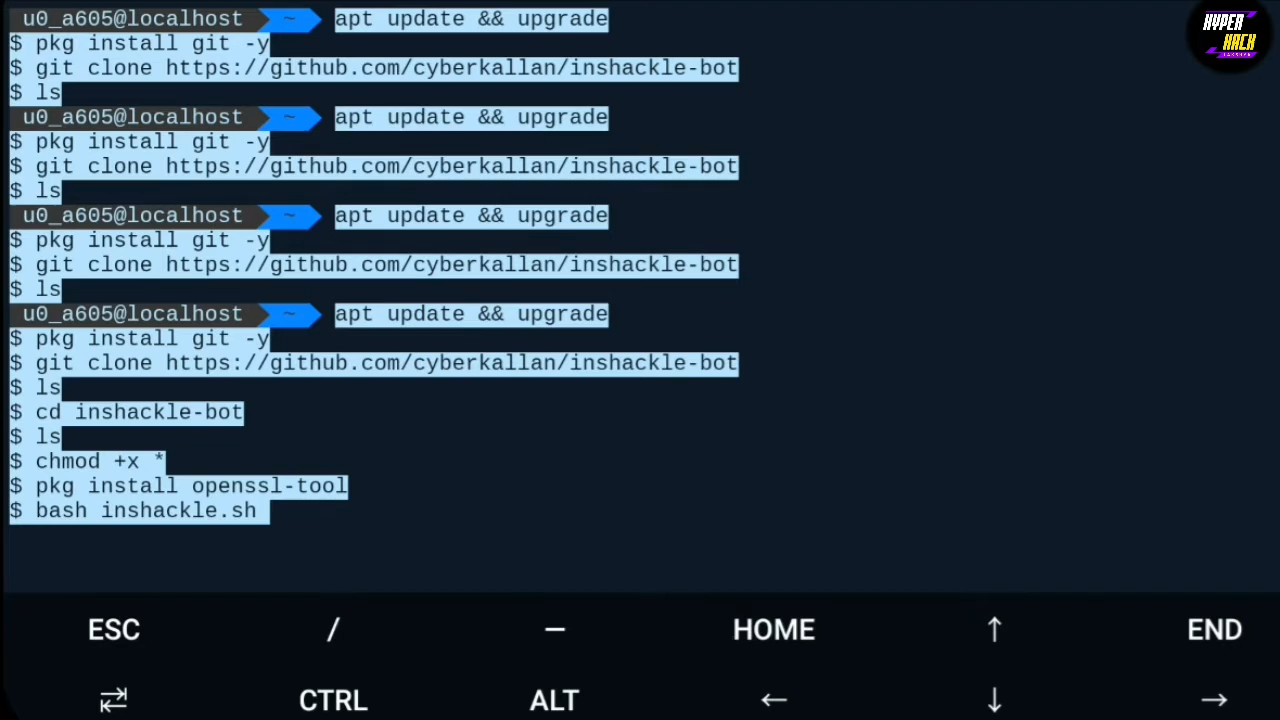 HYPER
HACK
u0_a605@localhost ~ apt update && upgrade
$ pkg install git -y
$ git clone https://github.com/cyberkallan/inshackle-bot
$ ls
u0_a605@localhost ~ apt update && upgrade
$ pkg install git -y
$ git clone https://github.com/cyberkallan/inshackle-bot
$ ls
u0_a605@localhost ~ apt update && upgrade
$ pkg install git -y
$ git clone https://github.com/cyberkallan/inshackle-bot
$ ls
u0_a605@localhost ~ apt update && upgrade
$ pkg install git -y
$ git clone https://github.com/cyberkallan/inshackle-bot
$ ls
$ cd inshackle-bot
$ ls
$ chmod +x *
$ pkg install openssl-tool
$ bash inshackle.sh
ESC / – HOME ↑ END
⇄ CTRL ALT ← ↓ →